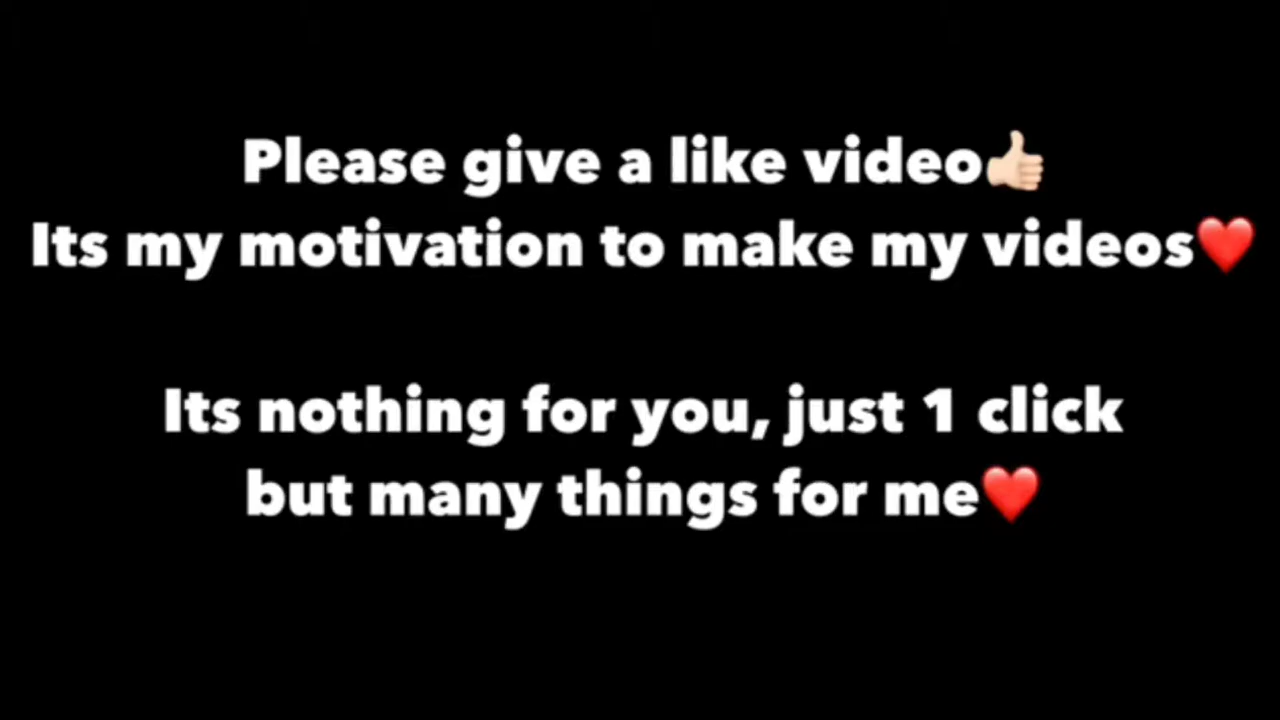 Please give a like video👍🏻
Its my motivation to make my videos❤️
Its nothing for you, just 1 click
but many things for me❤️